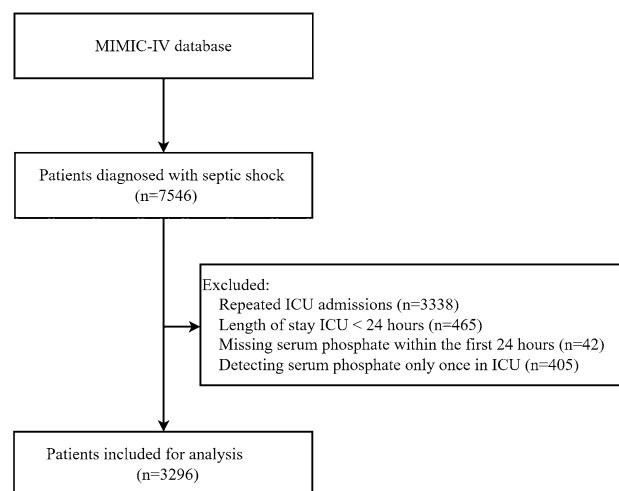 MIMIC-IV database
Patients diagnosed with septic shock
(n=7546)
Excluded:
Repeated ICU admissions (n=3338)
Length of stay ICU < 24 hours (n=465)
Missing serum phosphate within the first 24 hours (n=42)
Detecting serum phosphate only once in ICU (n=405)
Patients included for analysis
(n=3296)